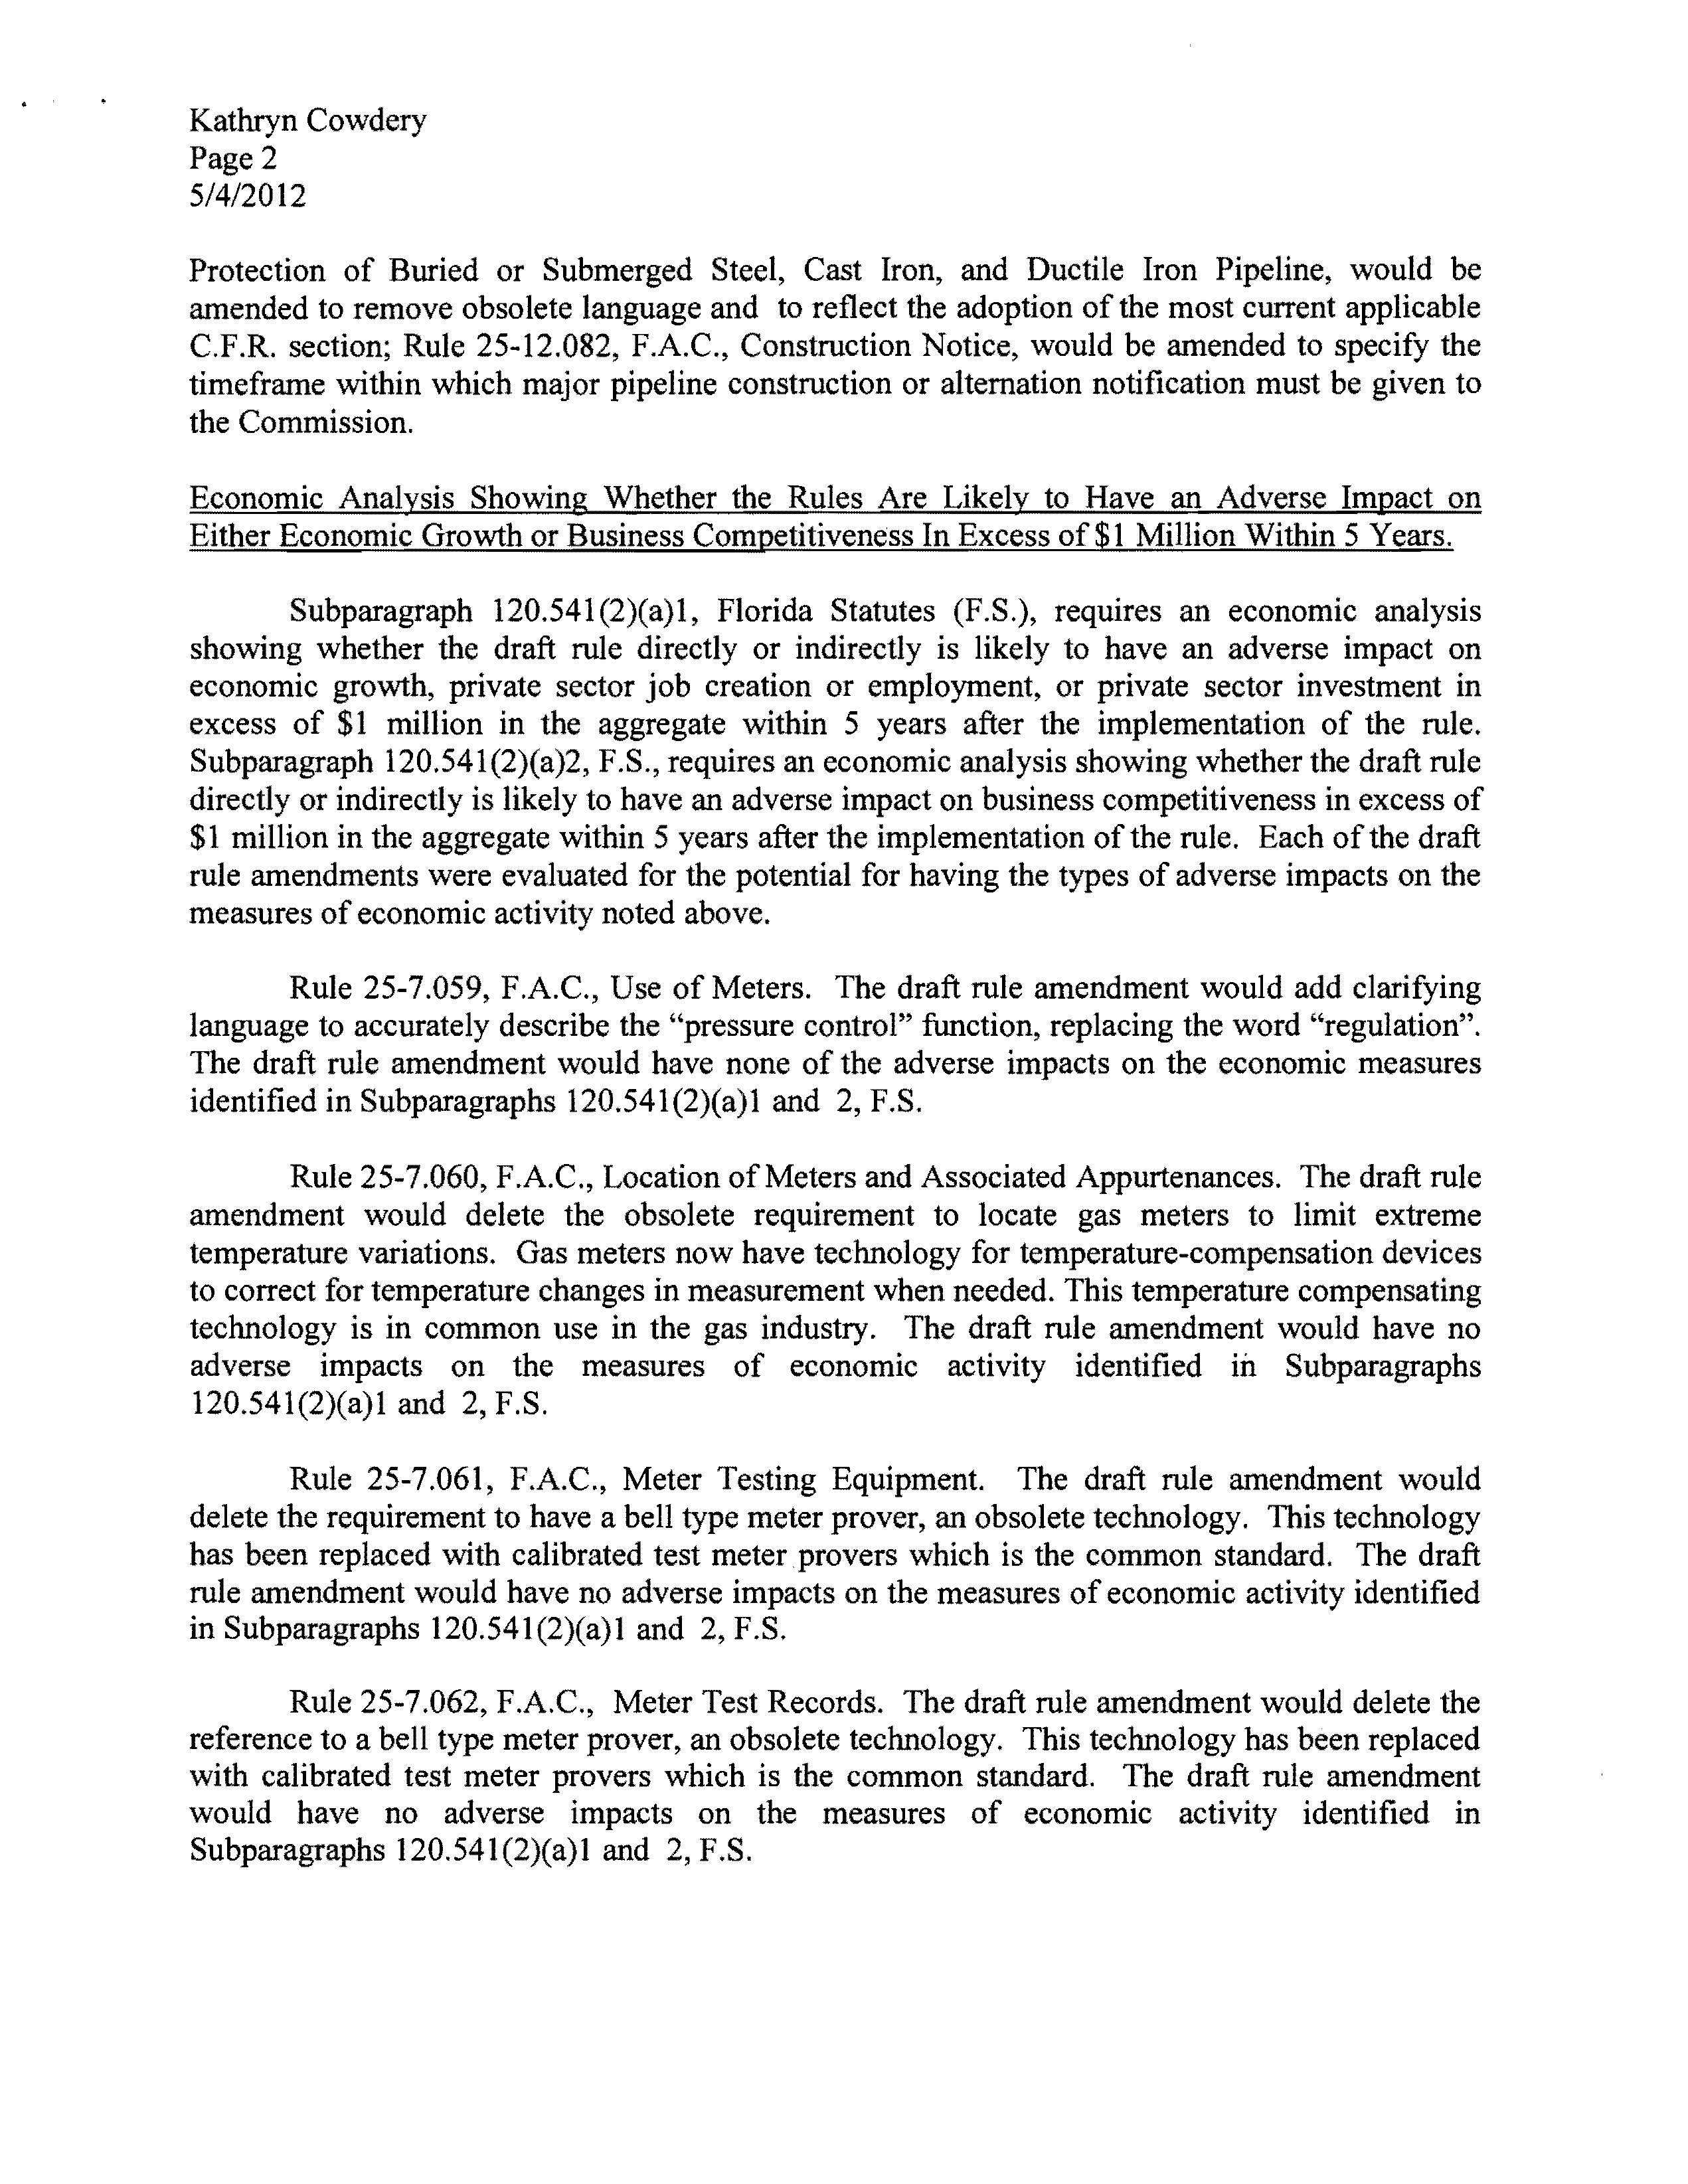 Kathryn Cowdery
Page 2
5/4/2012
Protection of Buried or Submerged Steel, Cast Iron, and Ductile Iron Pipeline, would be
amended to remove obsolete language and to reflect the adoption of the most current applicable
C.F.R. section; Rule 25-12.082, F.A.C., Construction Notice, would be amended to specify the
timeframe within which major pipeline construction or alternation notification must be given to
the Commission.
Economic Analysis Showing Whether the Rules Are Likely to Have an Adverse Impact on
Either Economic Growth or Business Competitiveness In Excess of $1 Million Within 5 Years.
Subparagraph 120.541(2)(a)1, Florida Statutes (F.S.), requires an economic analysis
showing whether the draft rule directly or indirectly is likely to have an adverse impact on
economic growth, private sector job creation or employment, or private sector investment in
excess of $1 million in the aggregate within 5 years after the implementation of the rule.
Subparagraph 120.541(2)(a)2, F.S., requires an economic analysis showing whether the draft rule
directly or indirectly is likely to have an adverse impact on business competitiveness in excess of
$1 million in the aggregate within 5 years after the implementation of the rule. Each of the draft
rule amendments were evaluated for the potential for having the types of adverse impacts on the
measures of economic activity noted above.
Rule 25-7.059, F.A.C., Use of Meters. The draft rule amendment would add clarifying
language to accurately describe the “pressure control” function, replacing the word “regulation”.
The draft rule amendment would have none of the adverse impacts on the economic measures
identified in Subparagraphs 120.541(2)(a)1 and 2, F.S.
Rule 25-7.060, F.A.C., Location of Meters and Associated Appurtenances. The draft rule
amendment would delete the obsolete requirement to locate gas meters to limit extreme
temperature variations. Gas meters now have technology for temperature-compensation devices
to correct for temperature changes in measurement when needed. This temperature compensating
technology is in common use in the gas industry. The draft rule amendment would have no
adverse impacts on the measures of economic activity identified in Subparagraphs
120.541(2)(a)1 and 2, F.S.
Rule 25-7.061, F.A.C., Meter Testing Equipment. The draft rule amendment would
delete the requirement to have a bell type meter prover, an obsolete technology. This technology
has been replaced with calibrated test meter provers which is the common standard. The draft
rule amendment would have no adverse impacts on the measures of economic activity identified
in Subparagraphs 120.541(2)(a)1 and 2, F.S.
Rule 25-7.062, F.A.C., Meter Test Records. The draft rule amendment would delete the
reference to a bell type meter prover, an obsolete technology. This technology has been replaced
with calibrated test meter provers which is the common standard. The draft rule amendment
would have no adverse impacts on the measures of economic activity identified in
Subparagraphs 120.541(2)(a)1 and 2, F.S.